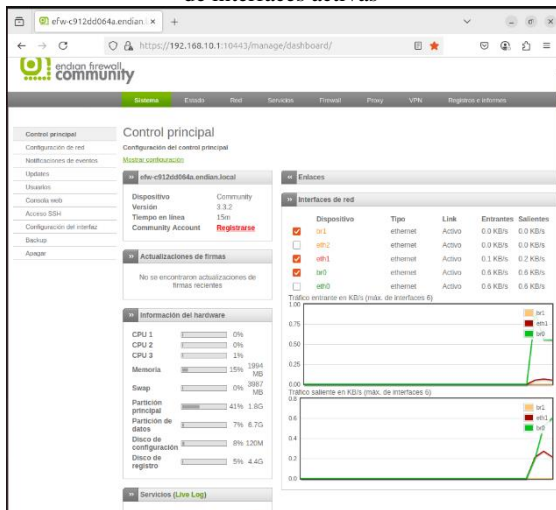 de interfaces activas
efw-c912dd064a.endian.l
https://192.168.10.1:10443/manage/dashboard/
endian firewall
community
Sistema Estado Red Servicios Firewall Proxy VPN Registros e Informes
Control principal
Configuración de red
Notificaciones de eventos
Updates
Usuarios
Consola web
Acceso SSH
Configuración del interfaz
Backup
Apagar
Control principal
Configuración del control principal
Mostrar configuración
efw-c912dd064a.endian.local
Dispositivo Community
Versión 3.3.2
Tiempo en línea 15m
Community Account Registrarse
Actualizaciones de firmas
No se encontraron actualizaciones de
firmas recientes
Información del hardware
CPU 1 0%
CPU 2 0%
CPU 3 1%
Memoria 15% 1994 MB
Swap 0% 3987 MB
Partición principal 41% 1.8G
Partición de datos 7% 6.7G
Disco de configuración 8% 120M
Disco de registro 5% 4.4G
Servicios (Live Log)
Enlaces
Interfaces de red
Dispositivo Tipo Link Entrantes Salientes
br1 ethernet Activo 0.0 KB/s 0.0 KB/s
eth2 ethernet Activo 0.0 KB/s 0.0 KB/s
eth1 ethernet Activo 0.1 KB/s 0.2 KB/s
br0 ethernet Activo 0.6 KB/s 0.6 KB/s
eth0 ethernet Activo 0.6 KB/s 0.6 KB/s
Tráfico entrante en KB/s (máx. de interfaces 6)
1.00
0.75
0.50
0.25
0.00
br1
eth1
br0
Tráfico saliente en KB/s (máx. de interfaces 6)
0.8
0.6
0.4
0.2
0.0
br1
eth1
br0